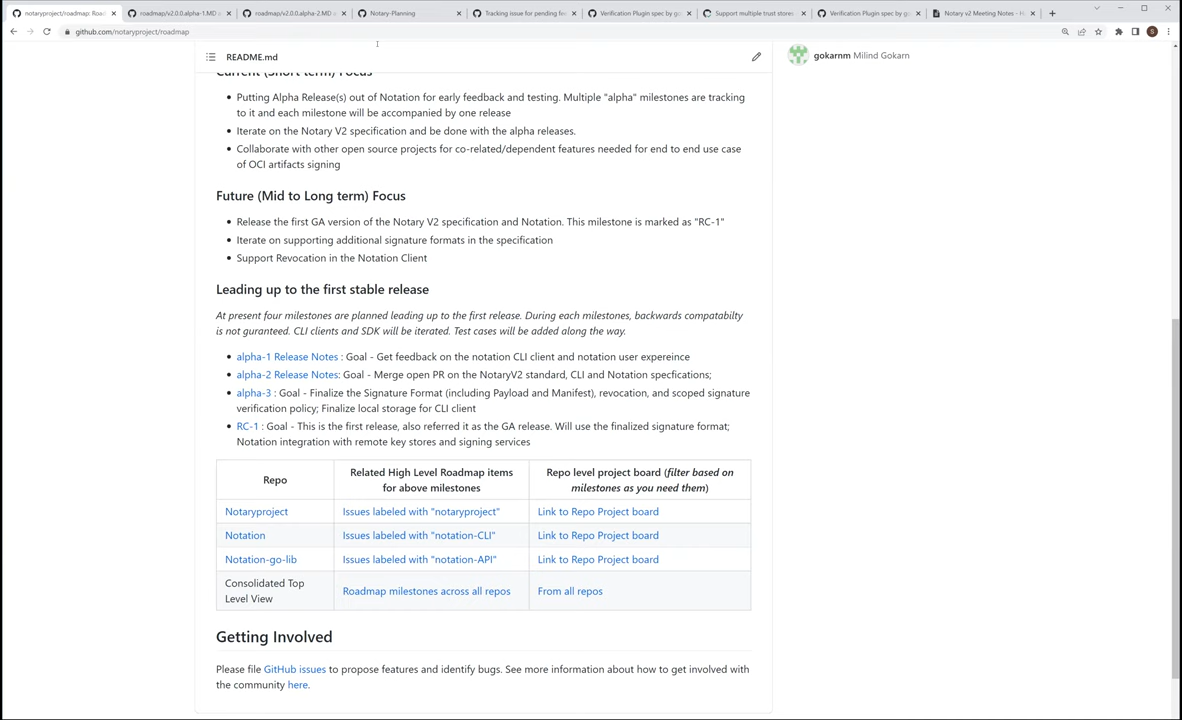 notaryproject/roadmap: Road
roadmap/v2.0.0.alpha-1.MD
roadmap/v2.0.0.alpha-2.MD
Notary-Planning
Tracking issue for pending
Verification Plugin spec by
Support multiple trust stores
Verification Plugin spec by
Notary v2 Meeting Notes - H
github.com/notaryproject/roadmap
S
README.md
gokarnm Milind Gokarn
Current (Short term) Focus
Putting Alpha Release(s) out of Notation for early feedback and testing. Multiple "alpha" milestones are tracking
to it and each milestone will be accompanied by one release
Iterate on the Notary V2 specification and be done with the alpha releases.
Collaborate with other open source projects for co-related/dependent features needed for end to end use case
of OCI artifacts signing
Future (Mid to Long term) Focus
Release the first GA version of the Notary V2 specification and Notation. This milestone is marked as "RC-1"
Iterate on supporting additional signature formats in the specification
Support Revocation in the Notation Client
Leading up to the first stable release
At present four milestones are planned leading up to the first release. During each milestones, backwards compatabilty
is not guranteed. CLI clients and SDK will be iterated. Test cases will be added along the way.
alpha-1 Release Notes : Goal - Get feedback on the notation CLI client and notation user expereince
alpha-2 Release Notes: Goal - Merge open PR on the NotaryV2 standard, CLI and Notation specfications;
alpha-3 : Goal - Finalize the Signature Format (including Payload and Manifest), revocation, and scoped signature
verification policy; Finalize local storage for CLI client
RC-1 : Goal - This is the first release, also referred it as the GA release. Will use the finalized signature format;
Notation integration with remote key stores and signing services
Repo
Related High Level Roadmap items
for above milestones
Repo level project board (filter based on
milestones as you need them)
Notaryproject
Issues labeled with "notaryproject"
Link to Repo Project board
Notation
Issues labeled with "notation-CLI"
Link to Repo Project board
Notation-go-lib
Issues labeled with "notation-API"
Link to Repo Project board
Consolidated Top
Level View
Roadmap milestones across all repos
From all repos
Getting Involved
Please file GitHub issues to propose features and identify bugs. See more information about how to get involved with
the community here.